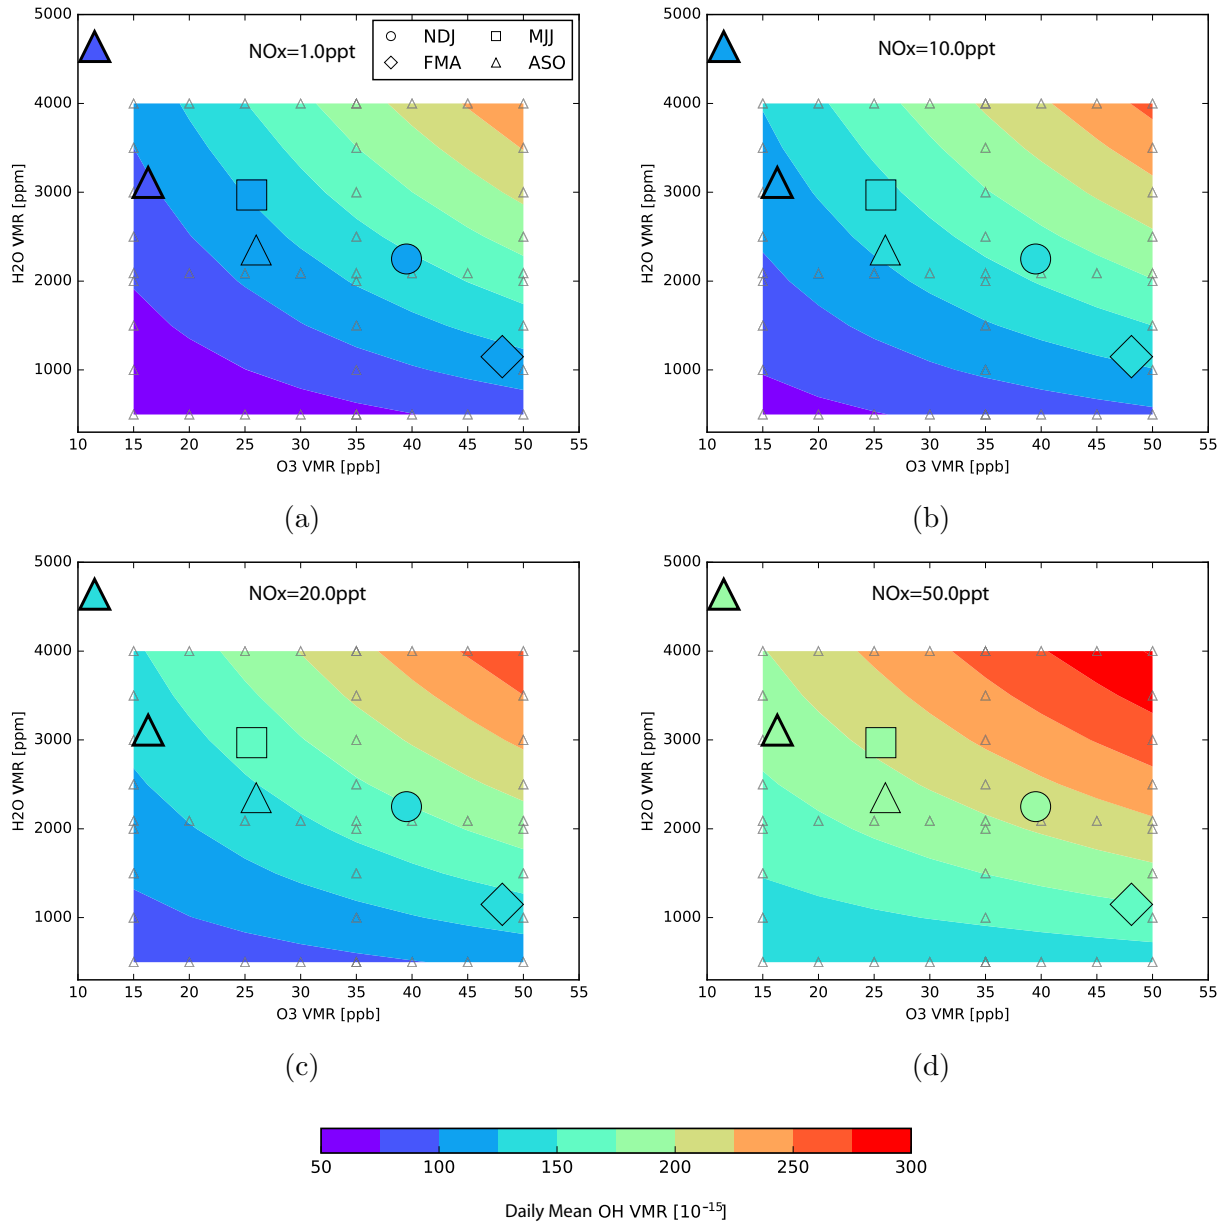 NOx=1.0ppt
NDJ MJJ
FMA ASO
5000
4000
3000
2000
1000
H2O VMR [ppm]
10 15 20 25 30 35 40 45 50 55
O3 VMR [ppb]
(a)
NOx=10.0ppt
5000
4000
3000
2000
1000
H2O VMR [ppm]
10 15 20 25 30 35 40 45 50 55
O3 VMR [ppb]
(b)
NOx=20.0ppt
5000
4000
3000
2000
1000
H2O VMR [ppm]
10 15 20 25 30 35 40 45 50 55
O3 VMR [ppb]
(c)
NOx=50.0ppt
5000
4000
3000
2000
1000
H2O VMR [ppm]
10 15 20 25 30 35 40 45 50 55
O3 VMR [ppb]
(d)
50 100 150 200 250 300
Daily Mean OH VMR [10⁻¹⁵]